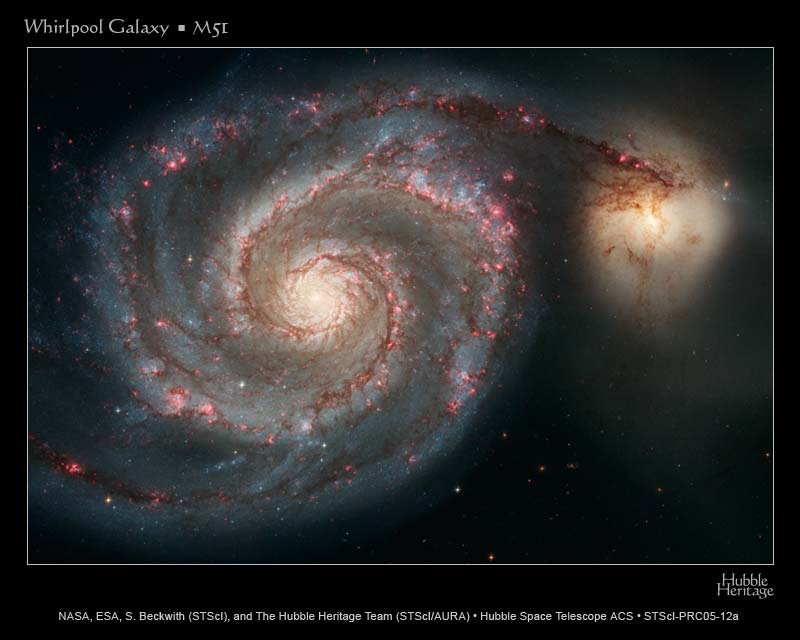 Whirlpool Galaxy ▪ M51
Hubble
Heritage
NASA, ESA, S. Beckwith (STScI), and The Hubble Heritage Team (STScI/AURA) • Hubble Space Telescope ACS • STScI-PRC05-12a